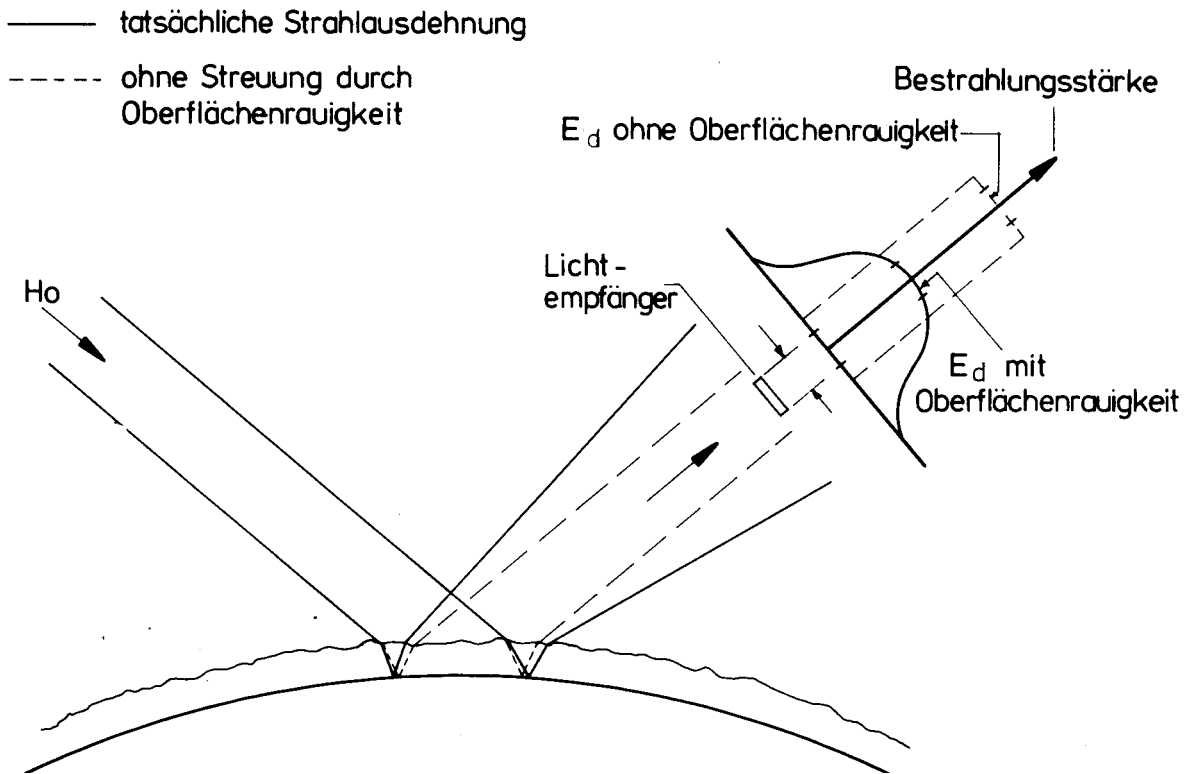 tatsächliche Strahlausdehnung
ohne Streuung durch
Oberflächenrauigkeit
Bestrahlungsstärke
E d ohne Oberflächenrauigkeit
Licht-
empfänger
Ho
E d mit
Oberflächenrauigkeit